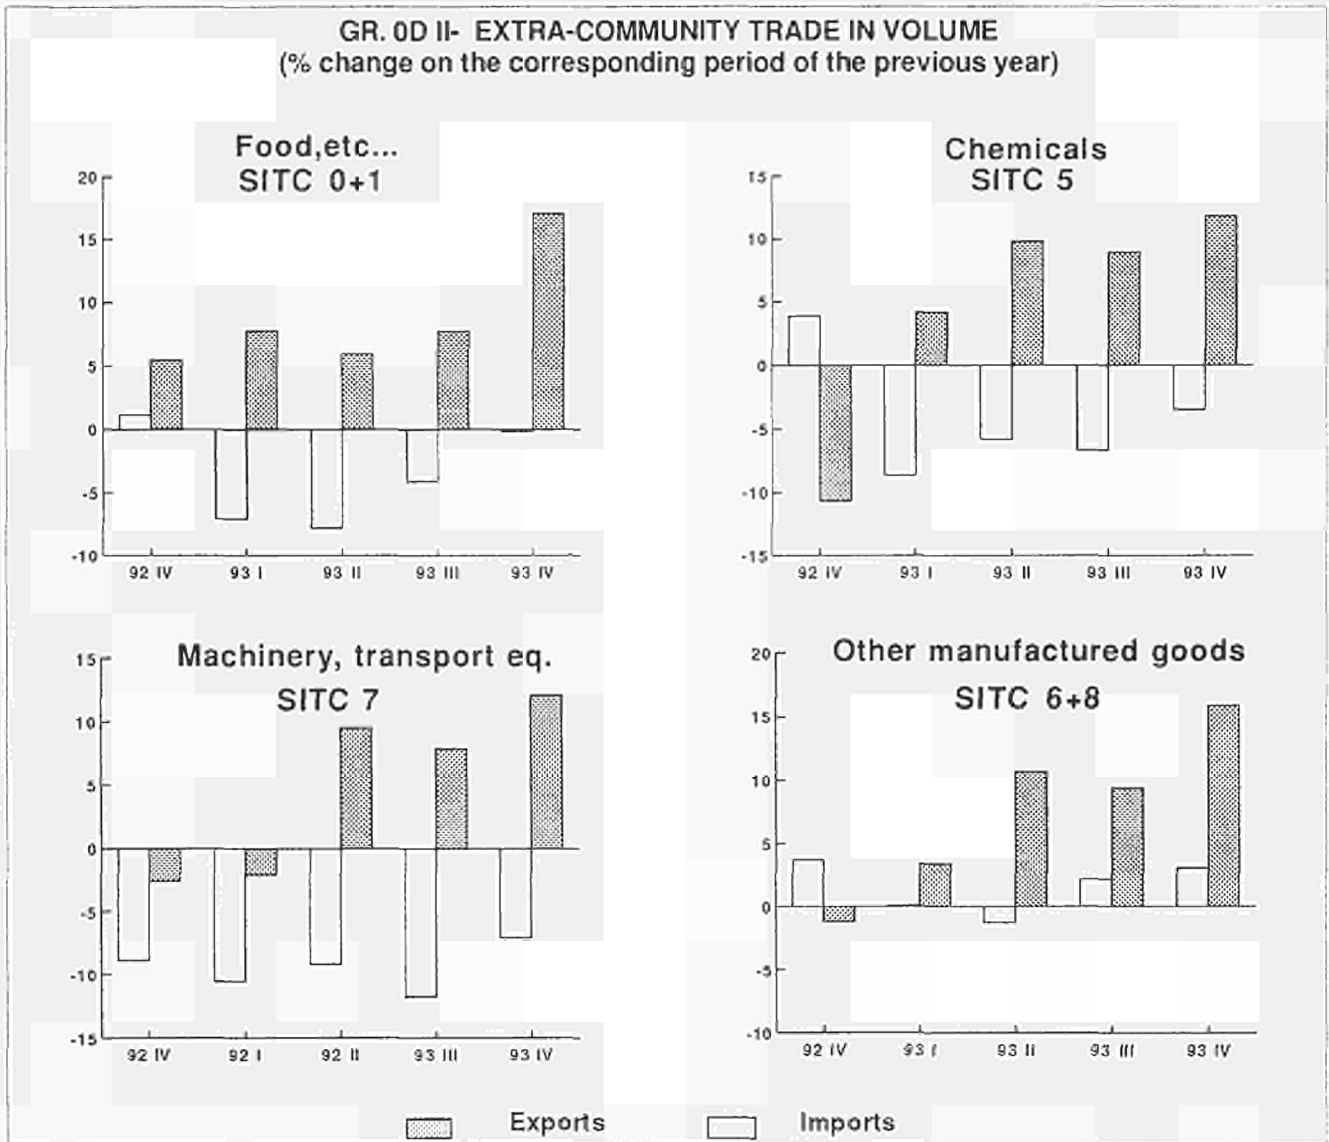 GR. 0D II- EXTRA-COMMUNITY TRADE IN VOLUME
(% change on the corresponding period of the previous year)
Food,etc...
SITC 0+1
20
15
10
5
0
-5
-10
92 IV 93 I 93 II 93 III 93 IV
Chemicals
SITC 5
15
10
5
0
-5
-10
-15
92 IV 93 I 93 II 93 III 93 IV
Machinery, transport eq.
SITC 7
15
10
5
0
-5
-10
-15
92 IV 92 I 92 II 93 III 93 IV
Other manufactured goods
SITC 6+8
20
15
10
5
0
-5
-10
92 IV 93 I 93 II 93 III 93 IV
Exports Imports